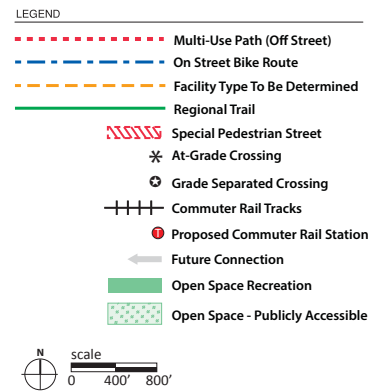 LEGEND
Multi-Use Path (Off Street)
On Street Bike Route
Facility Type To Be Determined
Regional Trail
Special Pedestrian Street
At-Grade Crossing
Grade Separated Crossing
Commuter Rail Tracks
T Proposed Commuter Rail Station
Future Connection
Open Space Recreation
Open Space - Publicly Accessible
N
scale
0 400' 800'